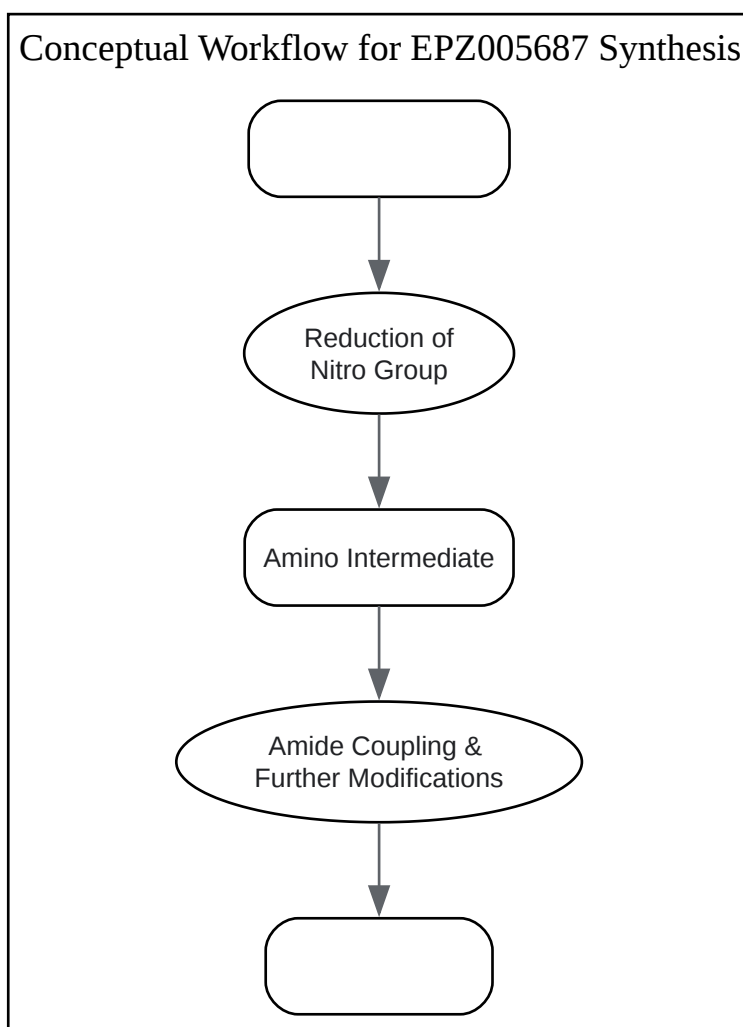 Conceptual Workflow for EPZ005687 Synthesis
Reduction of
Nitro Group
Amino Intermediate
Amide Coupling &
Further Modifications